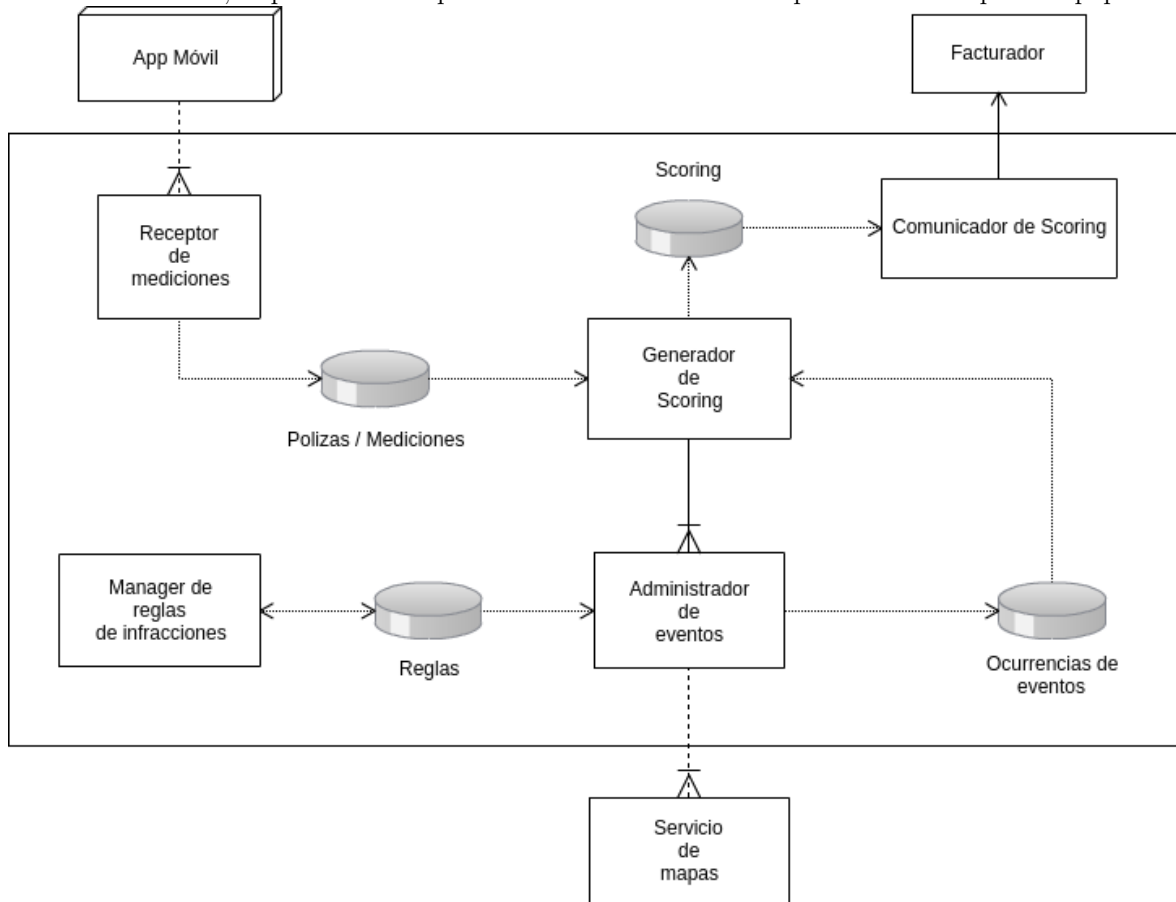 App Móvil
Facturador
Scoring
Receptor
de
mediciones
Comunicador de Scoring
Generador
de
Scoring
Polizas / Mediciones
Manager de
reglas
de infracciones
Administrador
de
eventos
Reglas
Ocurrencias de
eventos
Servicio
de
mapas